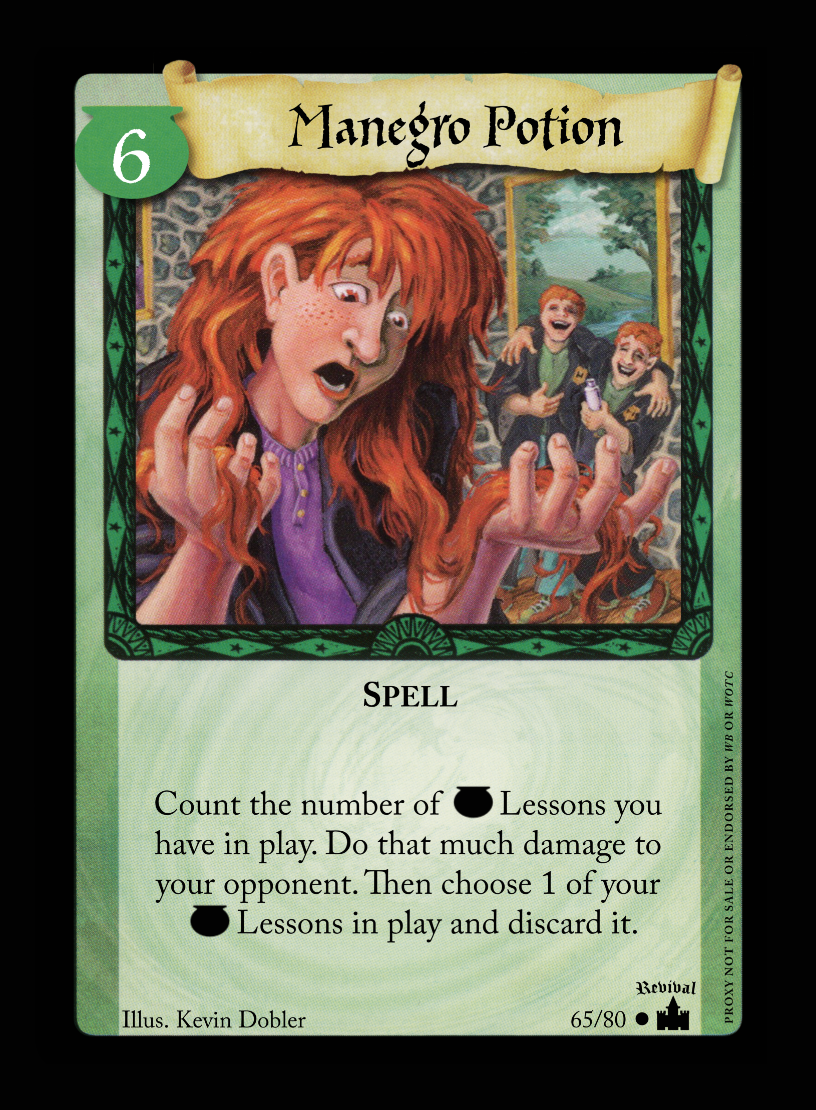 6
Manegro Potion
SPELL
Count the number of Lessons you
have in play. Do that much damage to
your opponent. Then choose 1 of your
Lessons in play and discard it.
PROXY NOT FOR SALE OR ENDORSED BY WB OR WOTC
Revival
Illus. Kevin Dobler
65/80